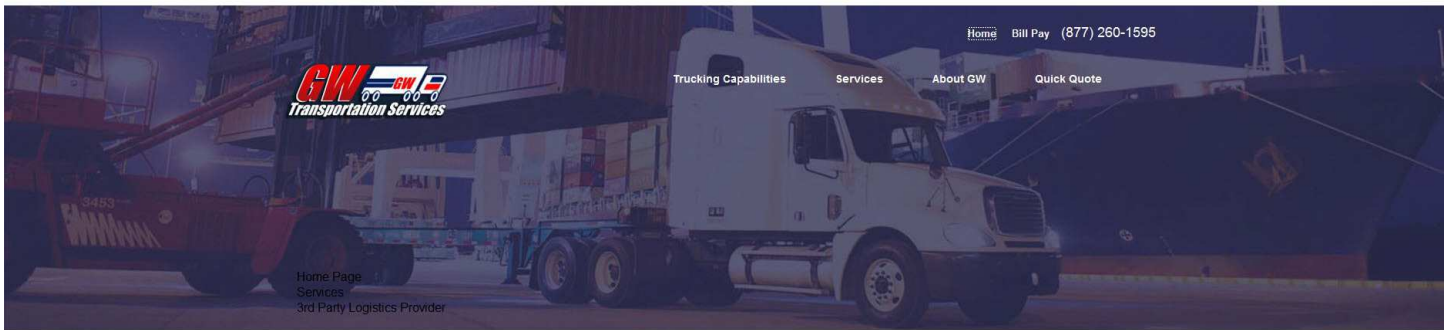 Home Bill Pay (877) 260-1595
GW GW
Transportation Services
Trucking Capabilities Services About GW Quick Quote
3453
Home Page
Services
3rd Party Logistics Provider